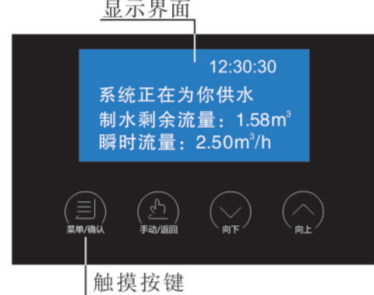 显示界面
12:30:30
系统正在为你供水
制水剩余流量：1.58m³
瞬时流量：2.50m³/h
菜单/确认 手动/返回 向下 向上
触摸按键